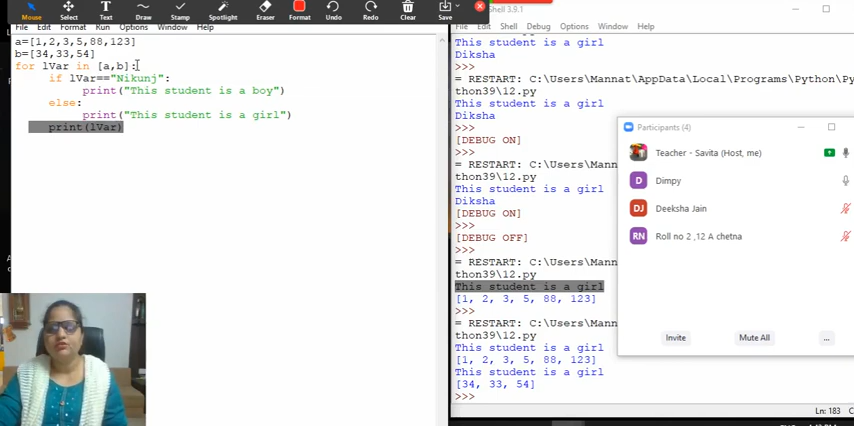 Mouse Select Text Draw Stamp Spotlight Eraser Format Undo Redo Clear Save
File Edit Format Run Options Window Help
a=[1,2,3,5,88,123]
b=[34,33,54]
for lVar in [a,b]:
if lVar=="Nikunj":
print("This student is a boy")
else:
print("This student is a girl")
print(lVar)
Shell 3.9.1
File Edit Shell Debug Options Window Help
This student is a girl
Diksha
>>>
= RESTART: C:\Users\Mannat\AppData\Local\Programs\Python\Py
thon39\12.py
This student is a girl
Diksha
>>>
[DEBUG ON]
>>>
= RESTART: C:\Users\Mann
thon39\12.py
This student is a girl
Diksha
[DEBUG ON]
>>>
[DEBUG OFF]
>>>
= RESTART: C:\Users\Mann
thon39\12.py
This student is a girl
[1, 2, 3, 5, 88, 123]
>>>
= RESTART: C:\Users\Mann
thon39\12.py
This student is a girl
[1, 2, 3, 5, 88, 123]
This student is a girl
[34, 33, 54]
>>>
Ln: 183
Participants (4)
Teacher - Savita (Host, me)
D Dimpy
DJ Deeksha Jain
RN Roll no 2 ,12 A chetna
Invite Mute All ...